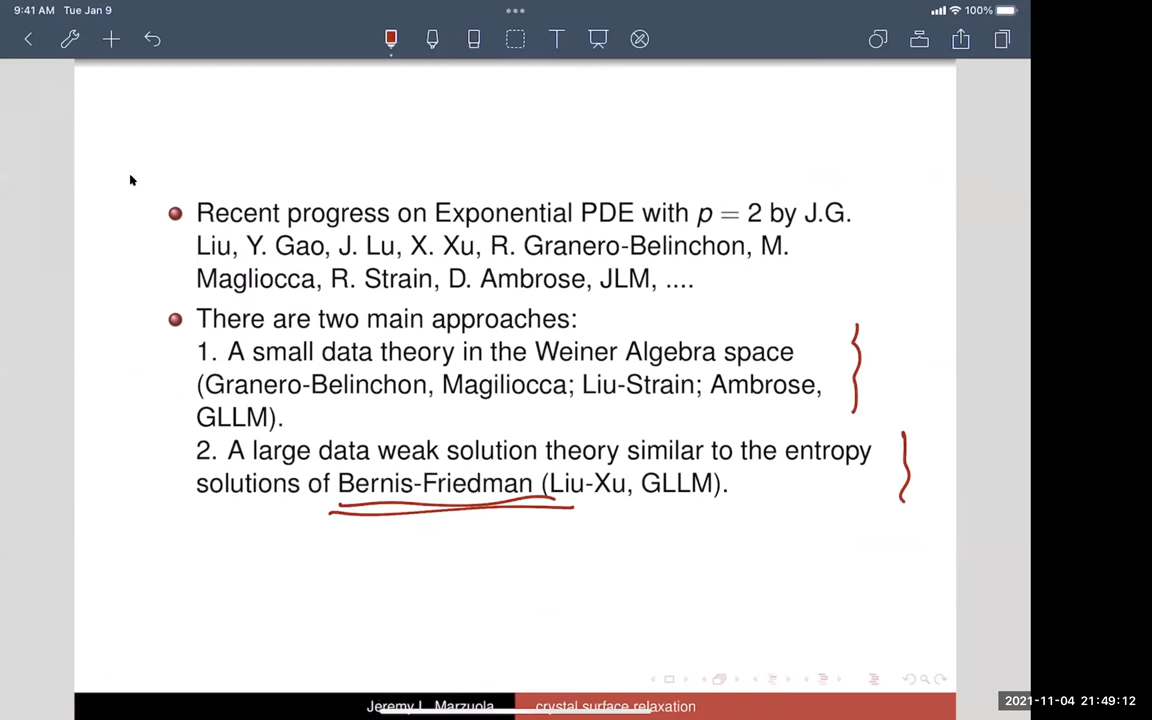 9:41 AM Tue Jan 9
100%
Recent progress on Exponential PDE with p = 2 by J.G.
Liu, Y. Gao, J. Lu, X. Xu, R. Granero-Belinchon, M.
Magliocca, R. Strain, D. Ambrose, JLM, ....
There are two main approaches:
1. A small data theory in the Weiner Algebra space
(Granero-Belinchon, Magiliocca; Liu-Strain; Ambrose,
GLLM).
2. A large data weak solution theory similar to the entropy
solutions of Bernis-Friedman (Liu-Xu, GLLM).
Jeremy L. Marzuola crystal surface relaxation
2021-11-04 21:49:12